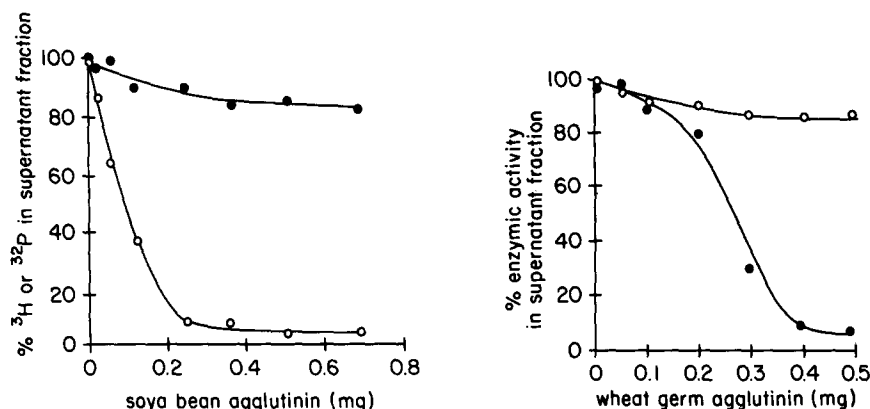 % ³H or ³²P in supernatant fraction
100
80
60
40
20
0
0 0.2 0.4 0.6 0.8
soya bean agglutinin (mg)
% enzymic activity
in supernatant fraction
100
80
60
40
20
0
0 0.1 0.2 0.3 0.4 0.5
wheat germ agglutinin (mg)